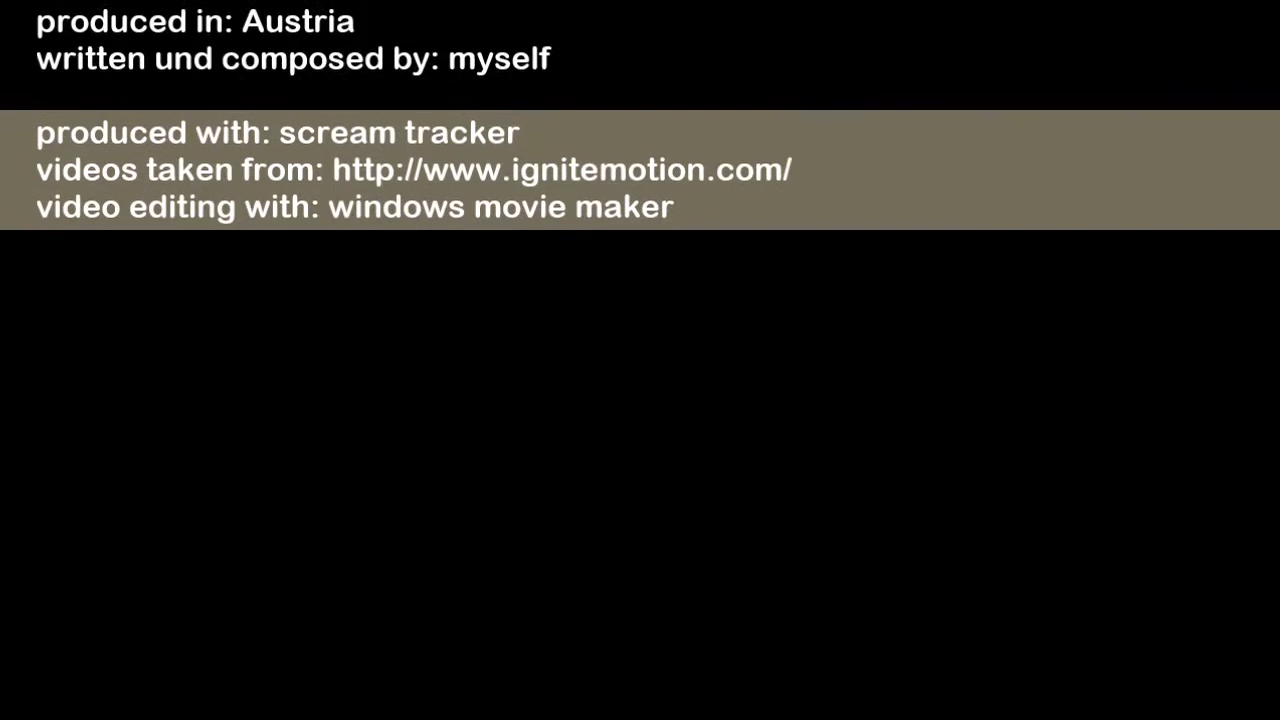 produced in: Austria
written und composed by: myself
produced with: scream tracker
videos taken from: http://www.ignitemotion.com/
video editing with: windows movie maker